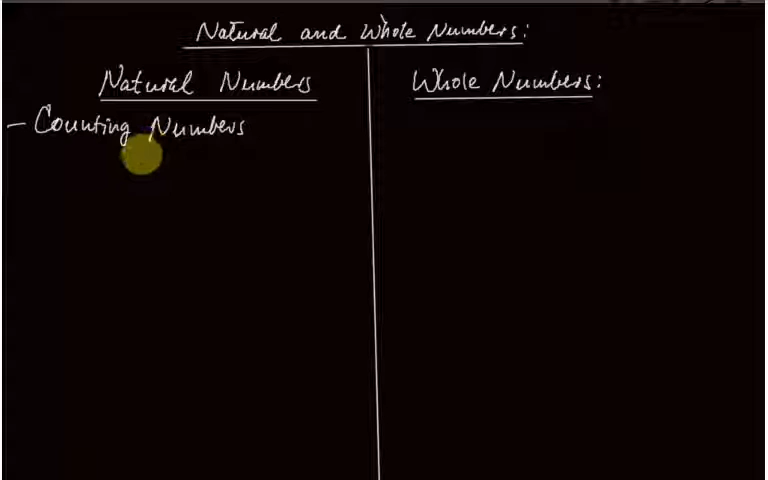 Natural and Whole Numbers:
Natural Numbers
Whole Numbers:
- Counting Numbers